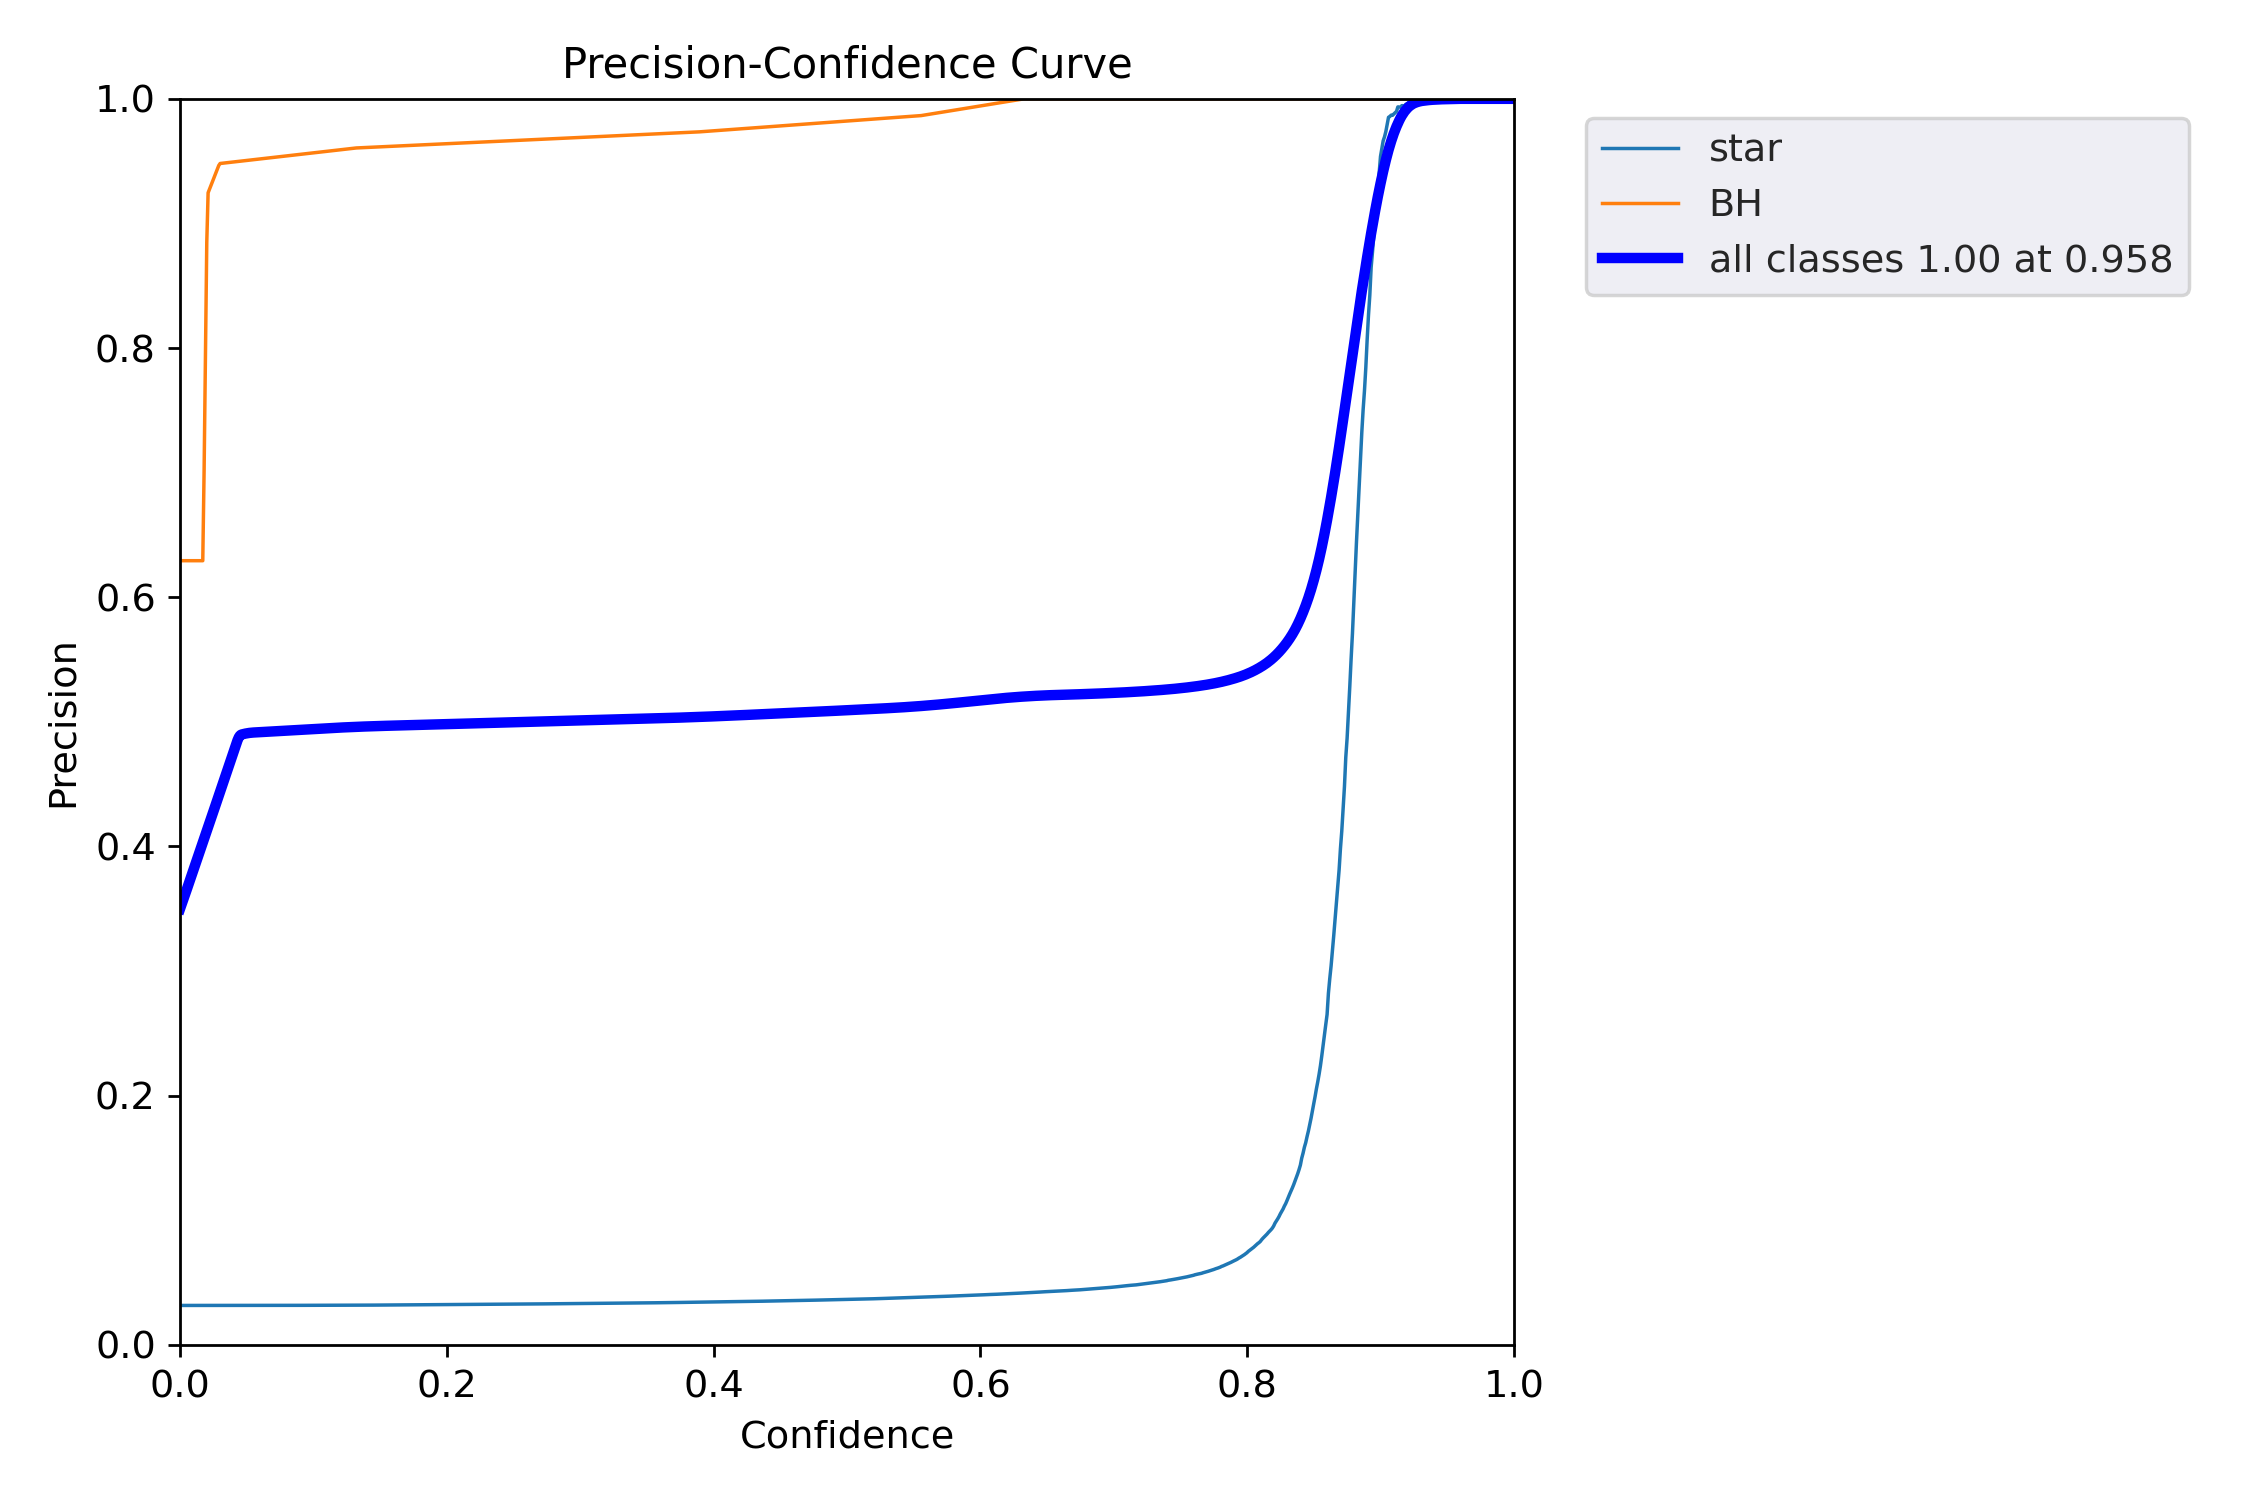 Precision-Confidence Curve
1.0
0.8
0.6
0.4
0.2
0.0
Precision
0.0 0.2 0.4 0.6 0.8 1.0
Confidence
star
BH
all classes 1.00 at 0.958